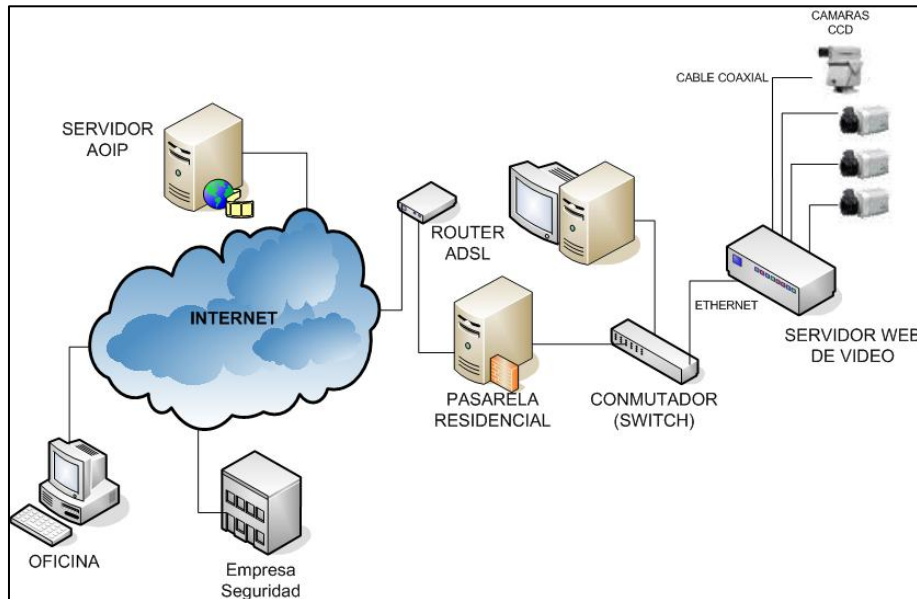 CAMARAS
CCD
CABLE COAXIAL
SERVIDOR
AOIP
ROUTER
ADSL
INTERNET
ETHERNET
SERVIDOR WEB
DE VIDEO
PASARELA
RESIDENCIAL
CONMUTADOR
(SWITCH)
OFICINA
Empresa
Seguridad